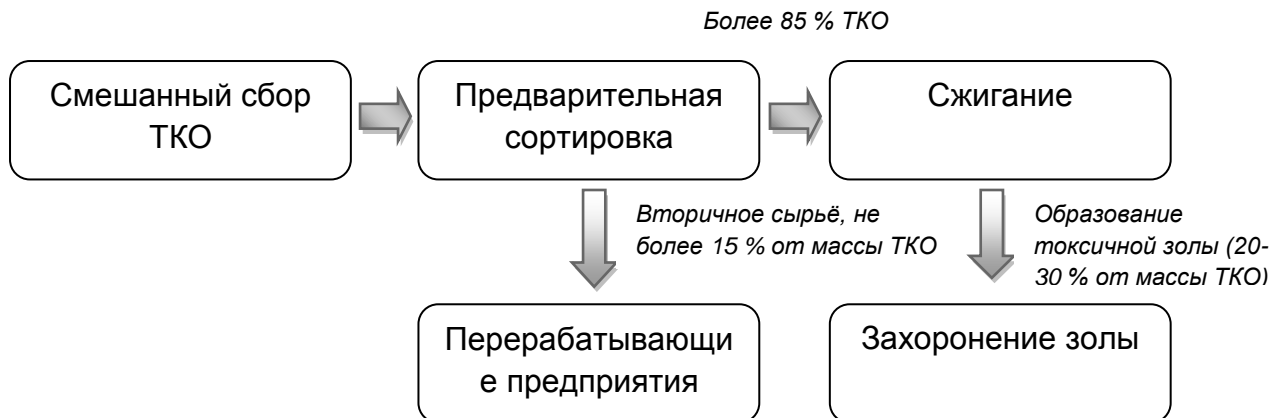 Более 85 % ТКО
Смешанный сбор
ТКО
Предварительная
сортировка
Сжигание
Вторичное сырьё, не
более 15 % от массы ТКО
Образование
токсичной золы (20-
30 % от массы ТКО)
Перерабатывающи
е предприятия
Захоронение золы